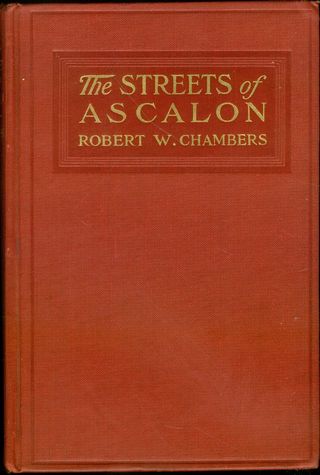 The STREETS of
ASCALON
ROBERT W. CHAMBERS